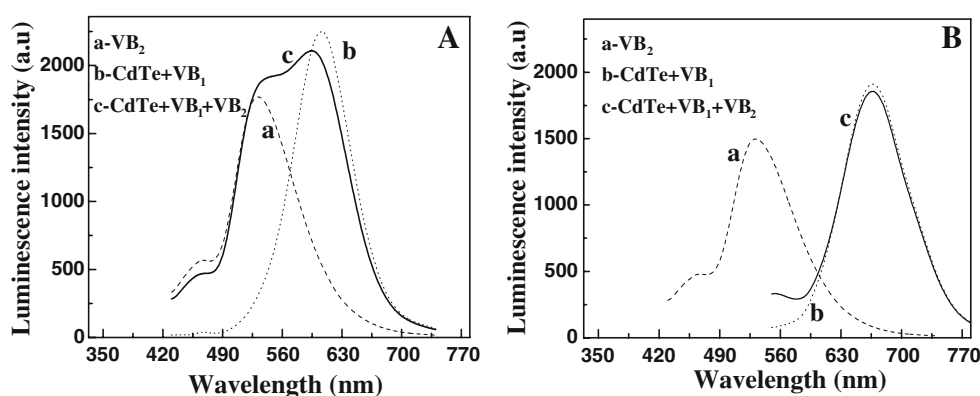 A
a-VB₂
b-CdTe+VB₁
c-CdTe+VB₁+VB₂
c
b
a
2000
1500
1000
500
0
Luminescence intensity (a.u)
350 420 490 560 630 700 770
Wavelength (nm)
B
a-VB₂
b-CdTe+VB₁
c-CdTe+VB₁+VB₂
a
c
b
2000
1500
1000
500
0
Luminescence intensity (a.u)
350 420 490 560 630 700 770
Wavelength (nm)